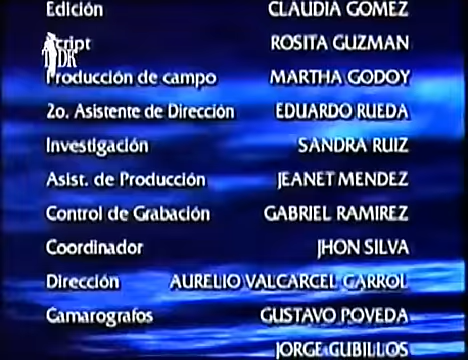 Edición CLAUDIA GOMEZ
Script ROSITA GUZMAN
DK
Producción de campo MARTHA GODOY
2o. Asistente de Dirección EDUARDO RUEDA
Investigación SANDRA RUIZ
Asist. de Producción JEANET MENDEZ
Control de Grabación GABRIEL RAMIREZ
Coordinador JHON SILVA
Dirección AURELIO VALCARCEL CARROL
Camarografos GUSTAVO POVEDA
JORGE CUBILLOS